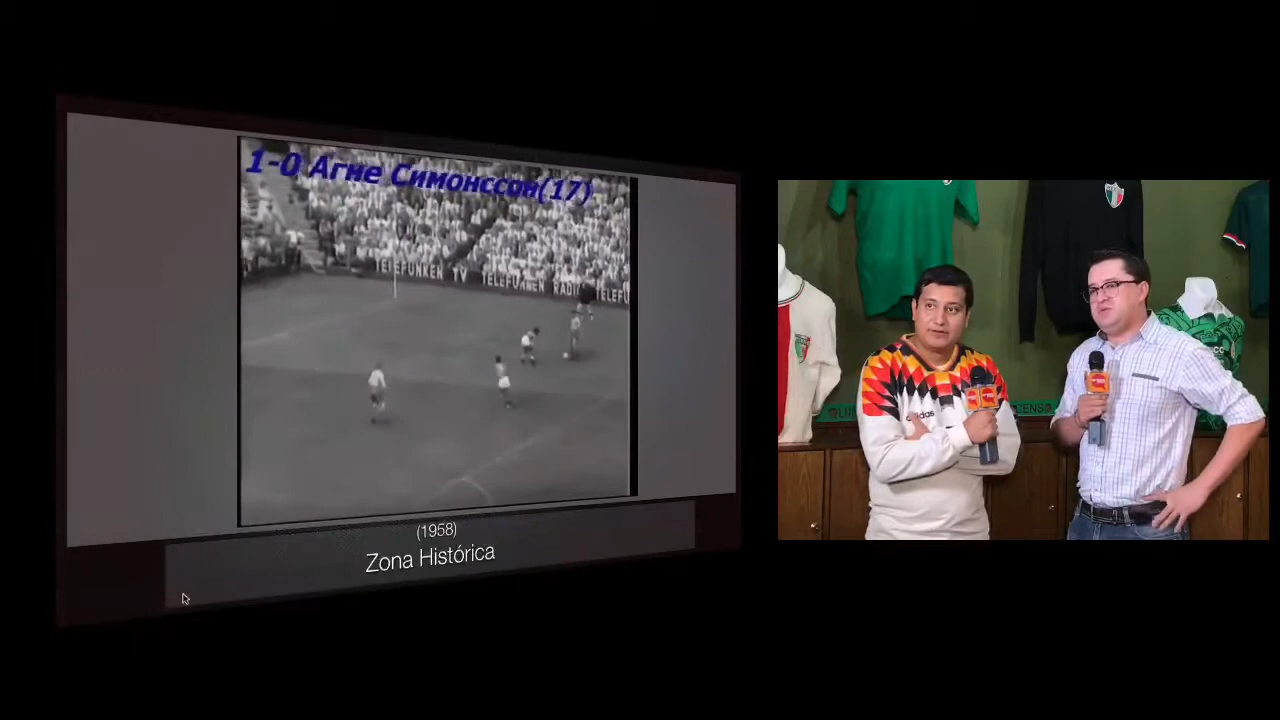 1-0 Агне Симонссон(17)
TELEFUNKEN TV TELEFUNKEN RADIO TELEFU
(1958)
Zona Histórica
adidas